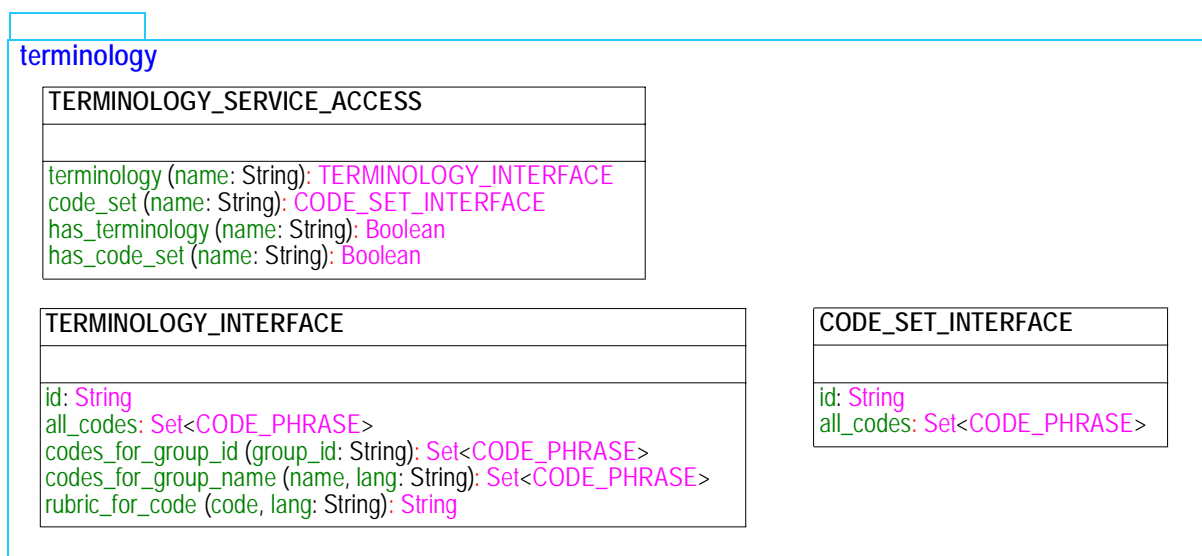 terminology
TERMINOLOGY_SERVICE_ACCESS
terminology (name: String): TERMINOLOGY_INTERFACE
code_set (name: String): CODE_SET_INTERFACE
has_terminology (name: String): Boolean
has_code_set (name: String): Boolean
TERMINOLOGY_INTERFACE
id: String
all_codes: Set<CODE_PHRASE>
codes_for_group_id (group_id: String): Set<CODE_PHRASE>
codes_for_group_name (name, lang: String): Set<CODE_PHRASE>
rubric_for_code (code, lang: String): String
CODE_SET_INTERFACE
id: String
all_codes: Set<CODE_PHRASE>